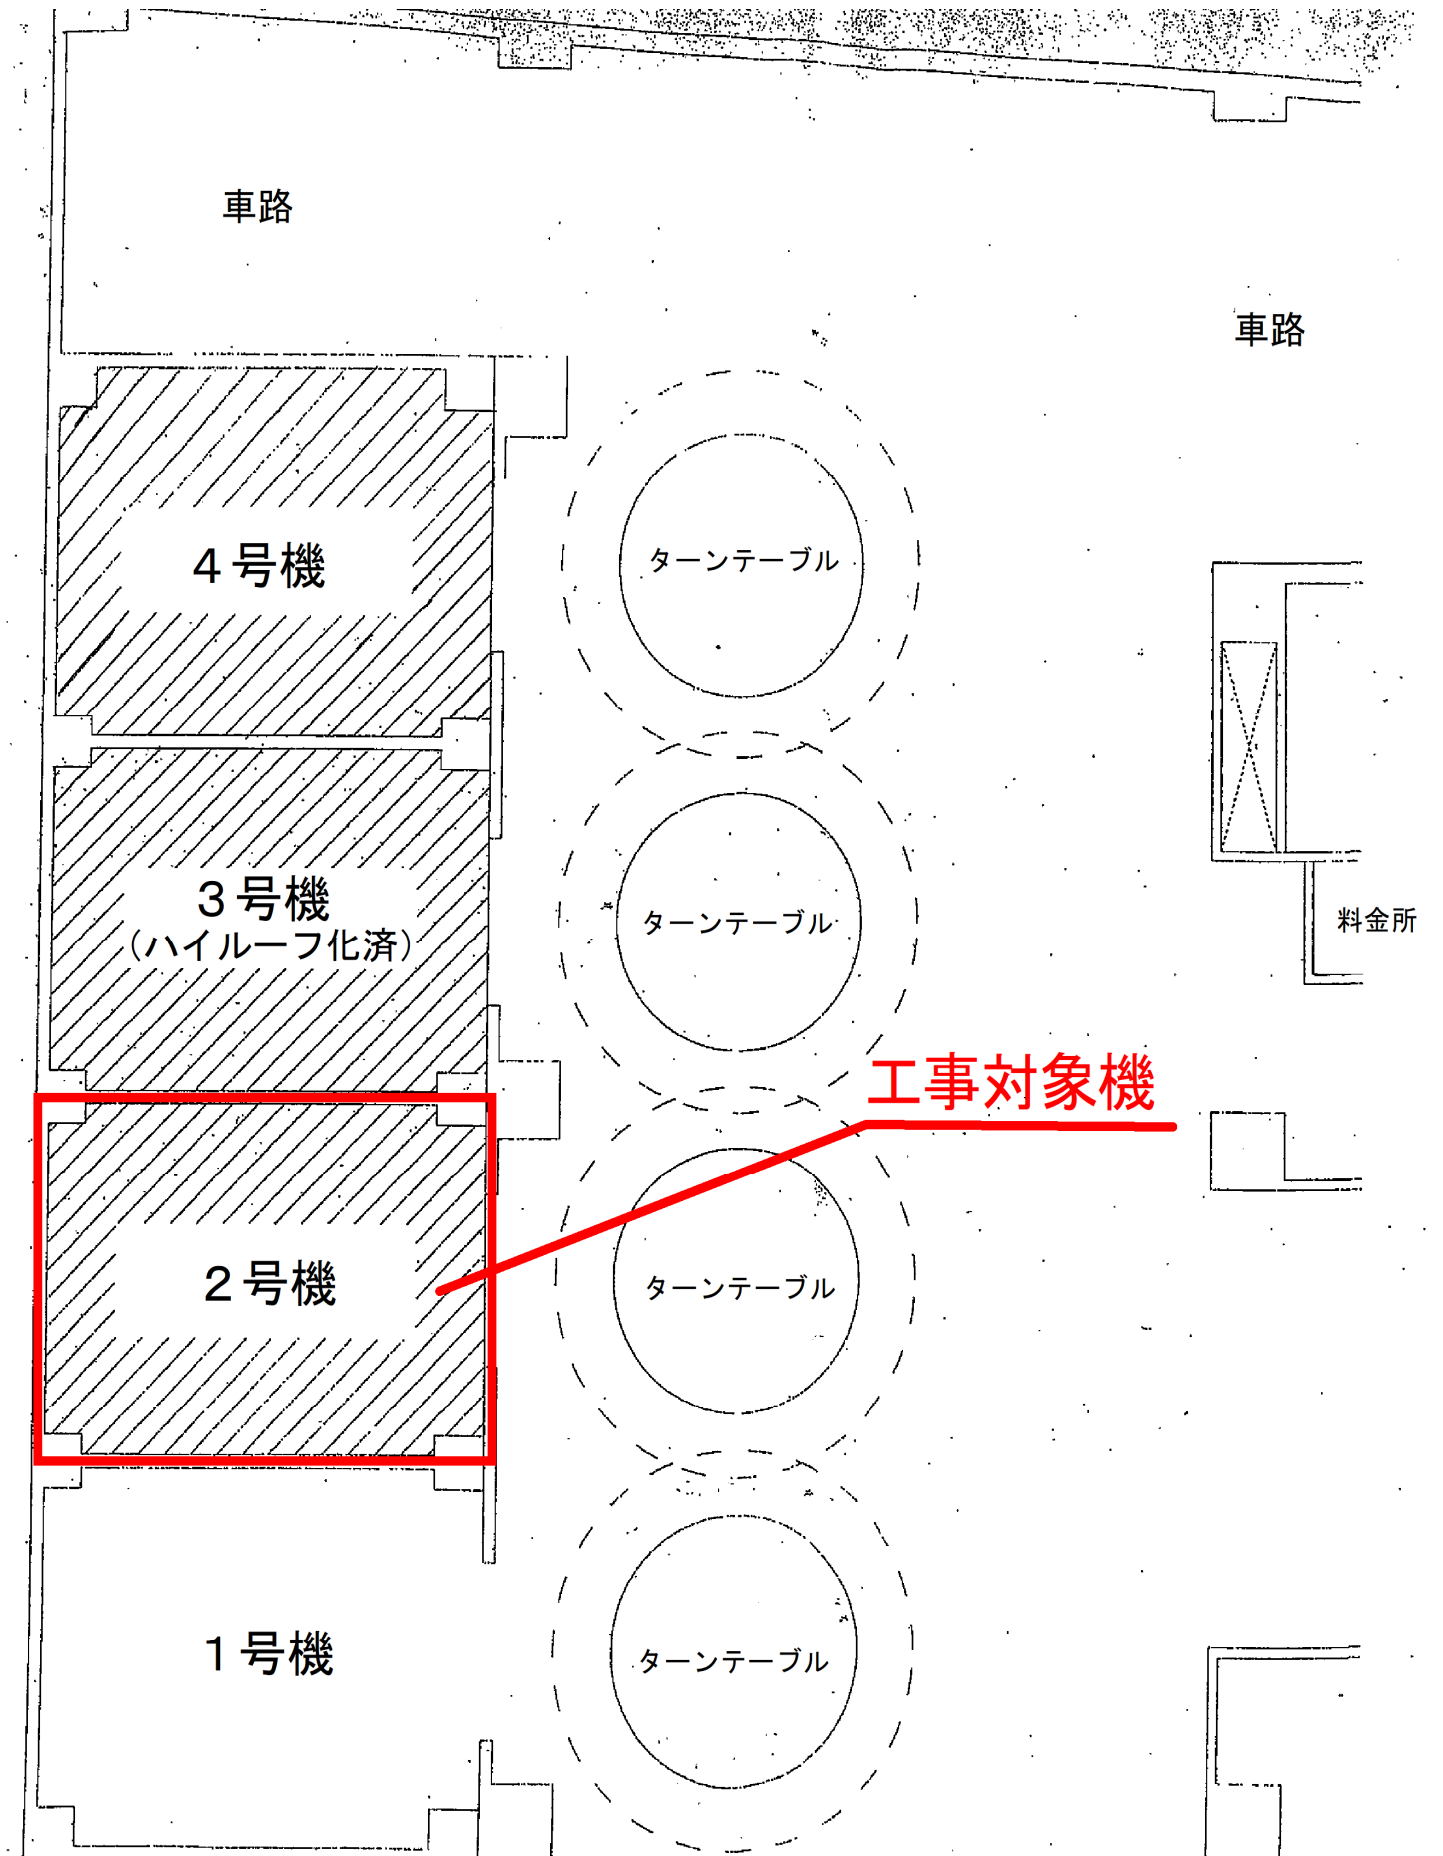 車路
車路
４号機
ターンテーブル
３号機
（ハイルーフ化済）
ターンテーブル
料金所
工事対象機
２号機
ターンテーブル
１号機
ターンテーブル